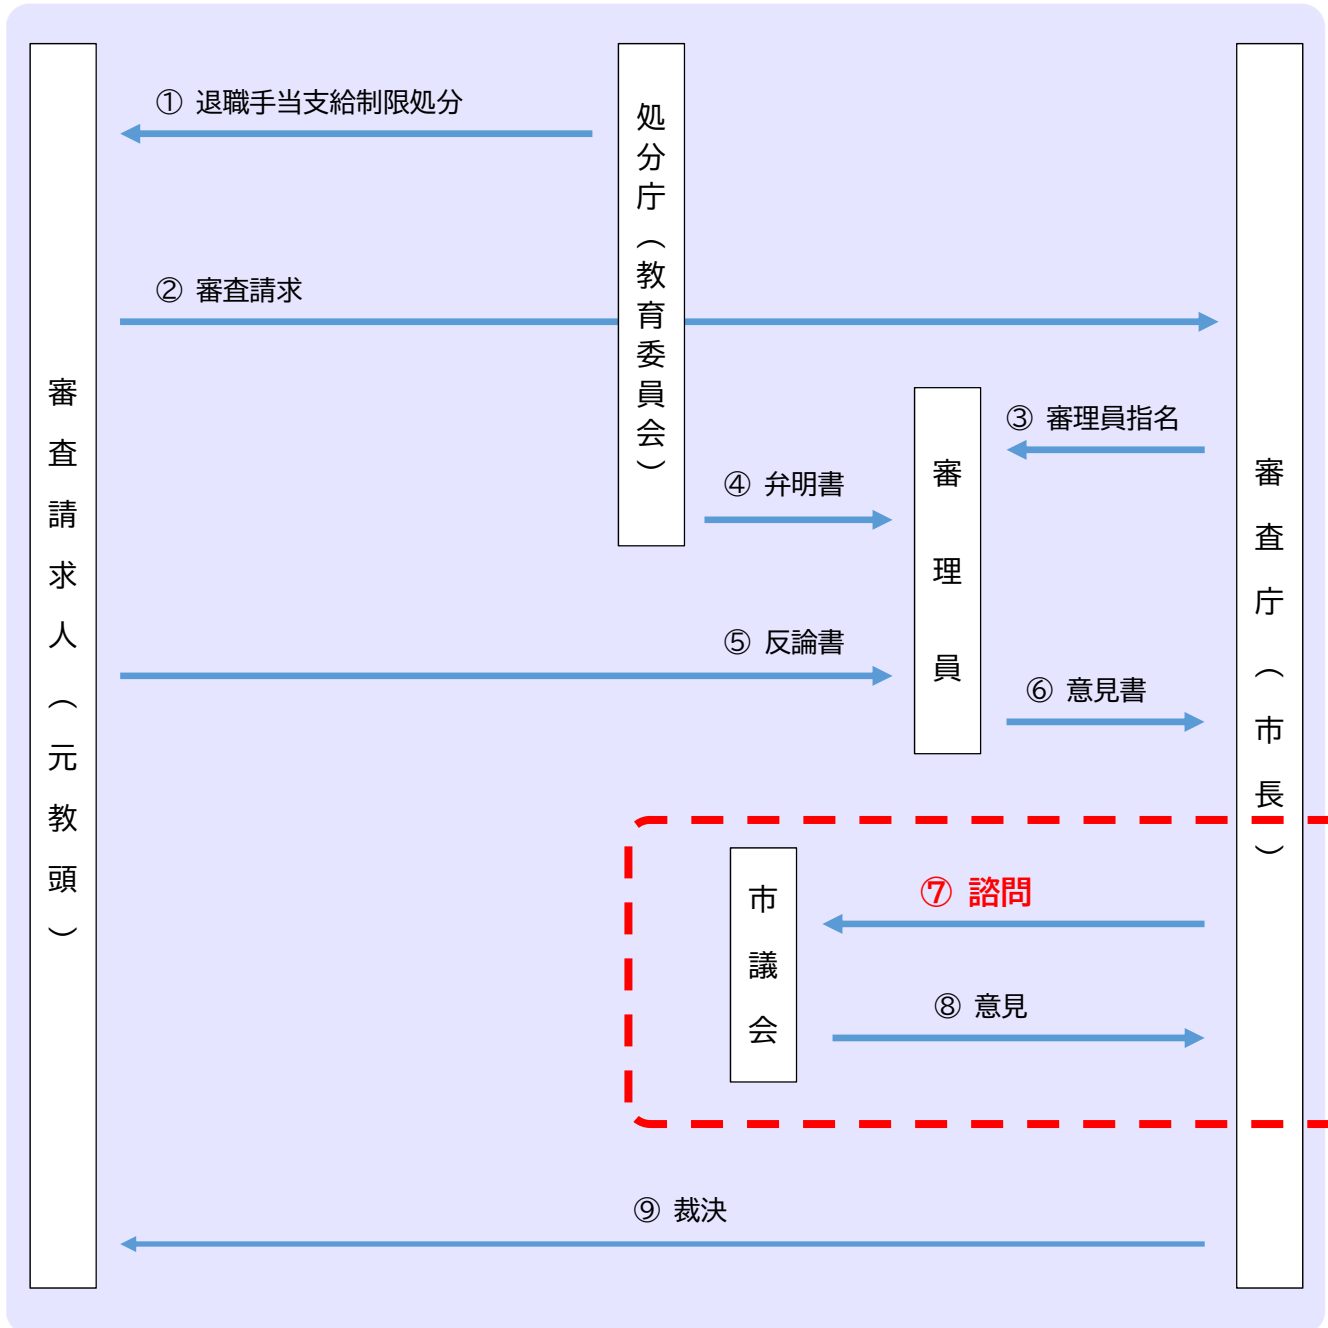 ① 退職手当支給制限処分
処分庁（教育委員会）
② 審査請求
審査請求人（元教頭）
③ 審理員指名
審理員
④ 弁明書
審査庁（市長）
⑤ 反論書
⑥ 意見書
市議会
⑦ 諮問
⑧ 意見
⑨ 裁決